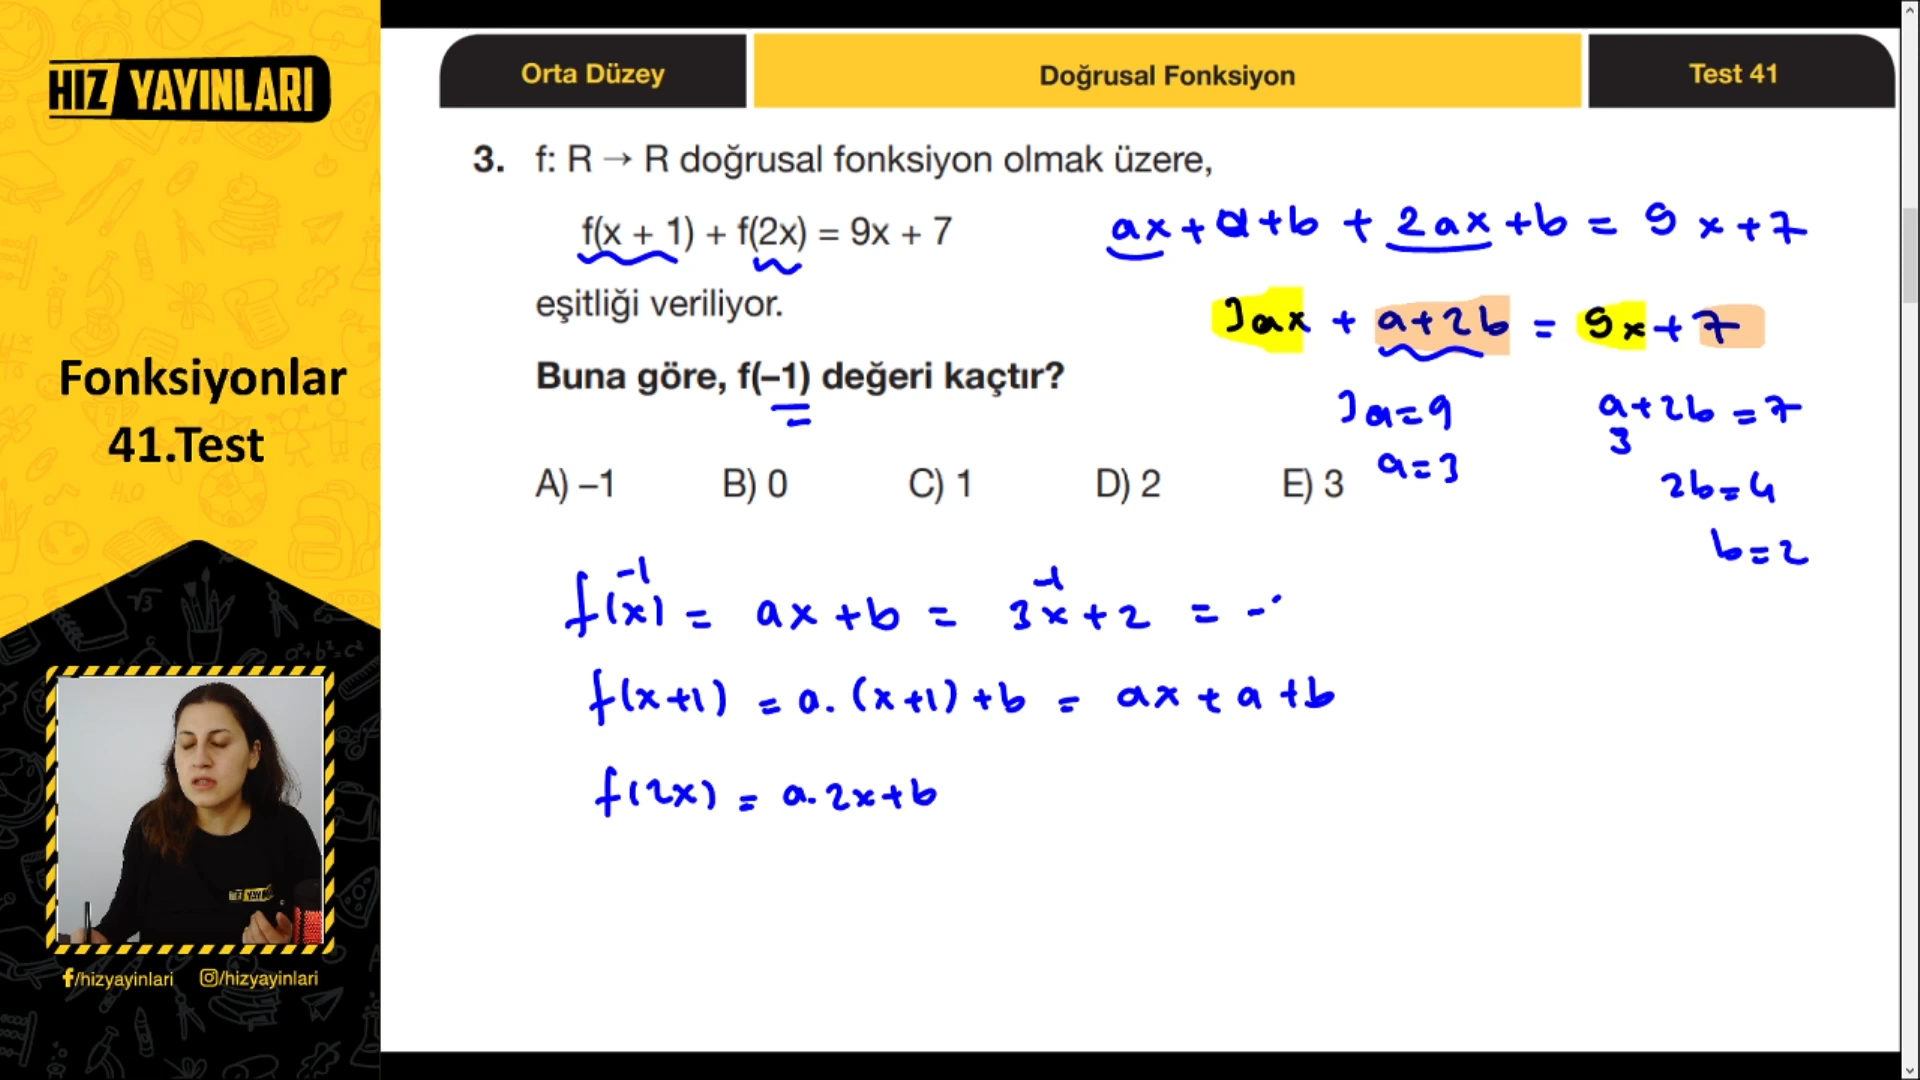 HIZ YAYINLARI
Fonksiyonlar
41.Test
f/hizyayinlari /hizyayinlari
Orta Düzey
Doğrusal Fonksiyon
Test 41
3. f: R → R doğrusal fonksiyon olmak üzere,
f(x + 1) + f(2x) = 9x + 7
eşitliği veriliyor.
Buna göre, f(–1) değeri kaçtır?
A) –1 B) 0 C) 1 D) 2 E) 3
ax + a + b + 2ax + b = 9x + 7
3ax + a+2b = 9x + 7
3a = 9
a = 3
a + 2b = 7
3
2b = 4
b = 2
-1 -1
f(x) = ax + b = 3x + 2 = -
f(x+1) = a.(x+1) + b = ax + a + b
f(2x) = a.2x + b